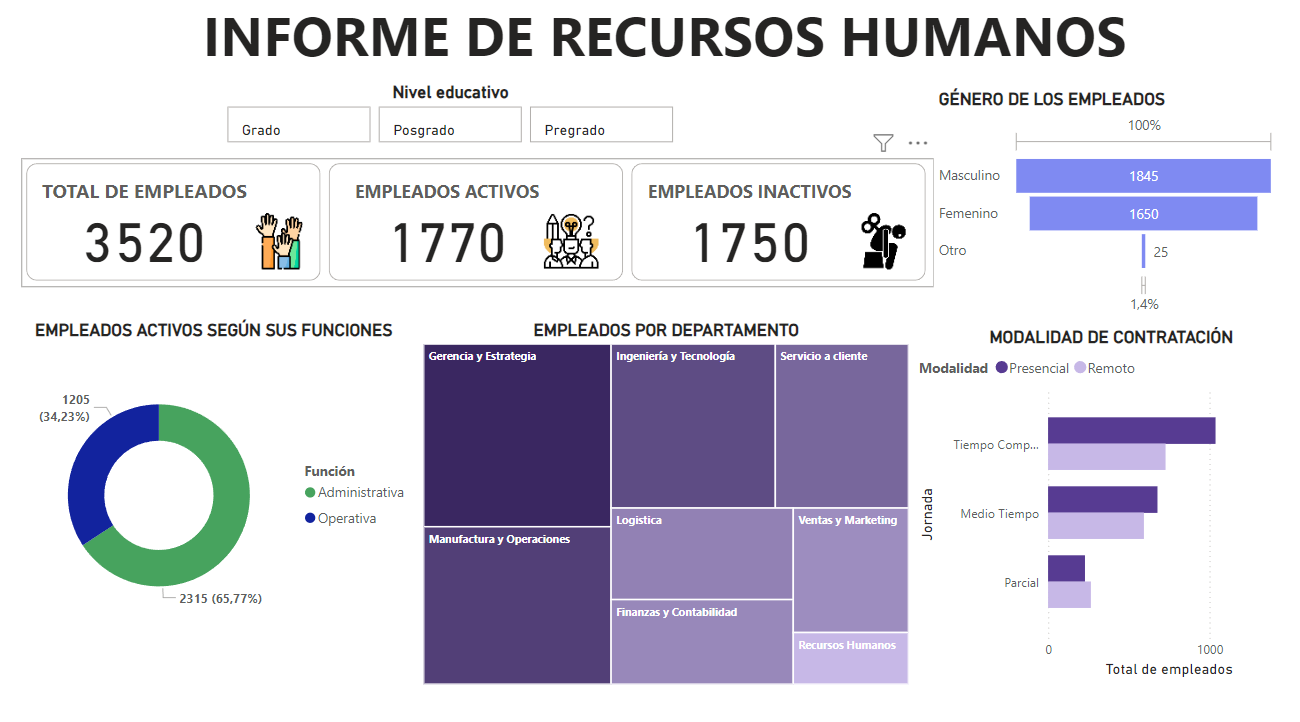 INFORME DE RECURSOS HUMANOS
Nivel educativo
Grado
Posgrado
Pregrado
TOTAL DE EMPLEADOS
3520
EMPLEADOS ACTIVOS
1770
EMPLEADOS INACTIVOS
1750
GÉNERO DE LOS EMPLEADOS
100%
Masculino
1845
Femenino
1650
Otro
25
1,4%
EMPLEADOS ACTIVOS SEGÚN SUS FUNCIONES
1205
(34,23%)
2315 (65,77%)
Función
Administrativa
Operativa
EMPLEADOS POR DEPARTAMENTO
Gerencia y Estrategia
Ingeniería y Tecnología
Servicio a cliente
Manufactura y Operaciones
Logistica
Ventas y Marketing
Finanzas y Contabilidad
Recursos Humanos
MODALIDAD DE CONTRATACIÓN
Modalidad
Presencial
Remoto
Jornada
Tiempo Comp...
Medio Tiempo
Parcial
0
1000
Total de empleados